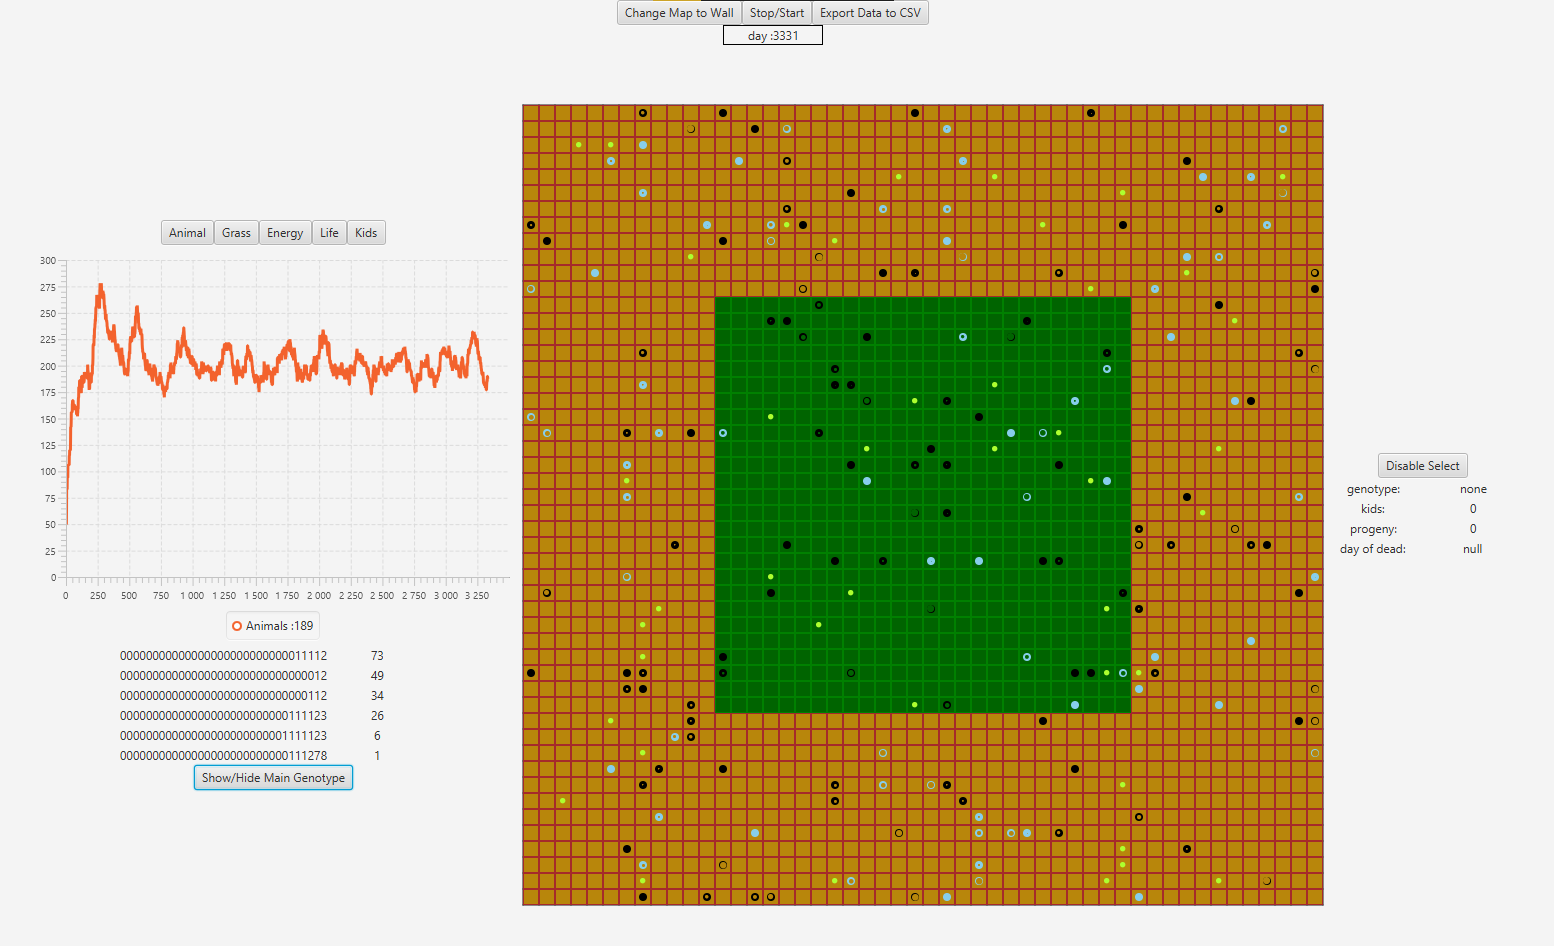 Change Map to Wall Stop/Start Export Data to CSV
day :3331
Animal Grass Energy Life Kids
300
275
250
225
200
175
150
125
100
75
50
25
0
0 250 500 750 1 000 1 250 1 500 1 750 2 000 2 250 2 500 2 750 3 000 3 250
Animals :189
00000000000000000000000000011112 73
00000000000000000000000000000012 49
00000000000000000000000000000112 34
00000000000000000000000000111123 26
00000000000000000000000001111123 6
00000000000000000000000000111278 1
Show/Hide Main Genotype
Disable Select
genotype: none
kids: 0
progeny: 0
day of dead: null